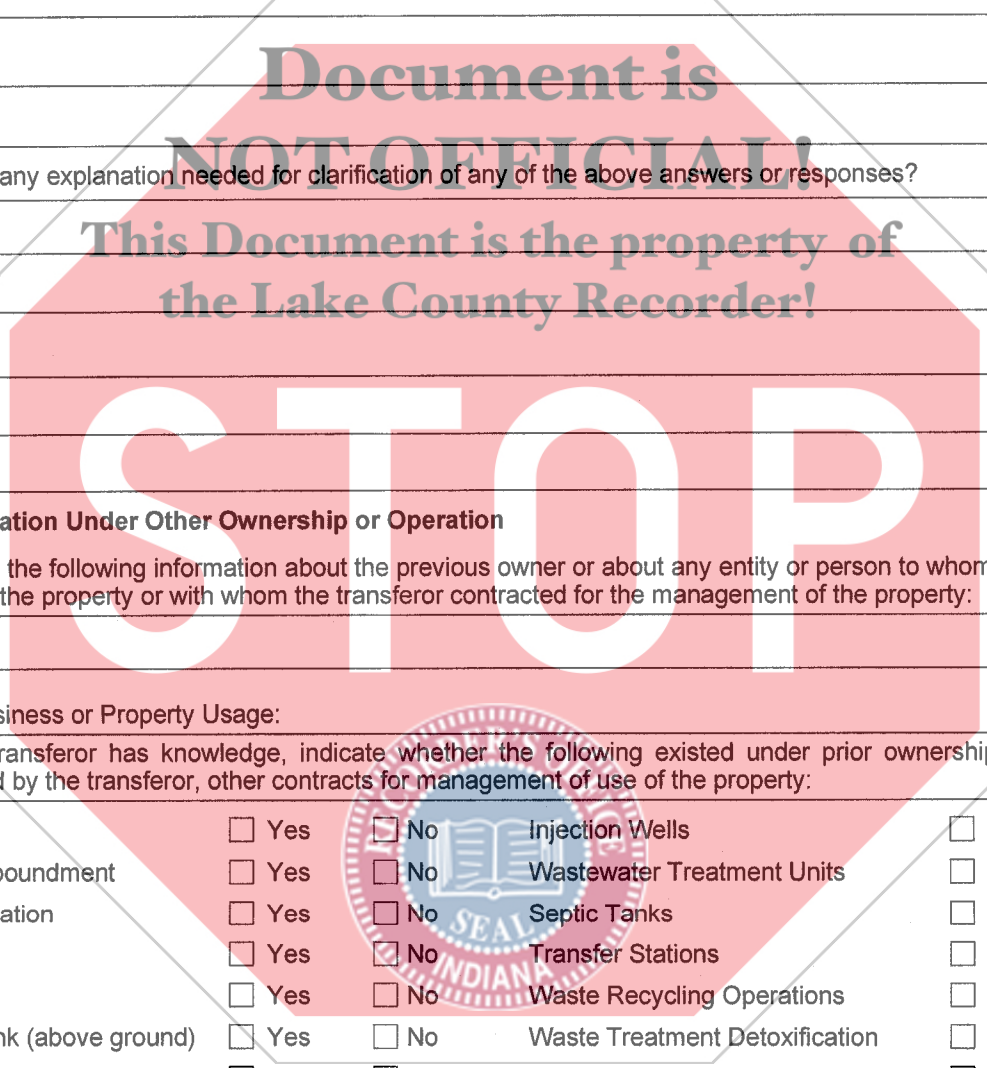 Document is
NOT OFFICIAL!
any explanation needed for clarification of any of the above answers or responses?
This Document is the property of
the Lake County Recorder!
STOP
ation Under Other Ownership or Operation
the following information about the previous owner or about any entity or person to whom
the property or with whom the transferor contracted for the management of the property:
siness or Property Usage:
ransferor has knowledge, indicate whether the following existed under prior ownership
d by the transferor, other contracts for management of use of the property:
RECORDER'S OFFICE
SEAL
INDIANA
Yes No Injection Wells
poundment Yes No Wastewater Treatment Units
ation Yes No Septic Tanks
Yes No Transfer Stations
Yes No Waste Recycling Operations
nk (above ground) Yes No Waste Treatment Detoxification